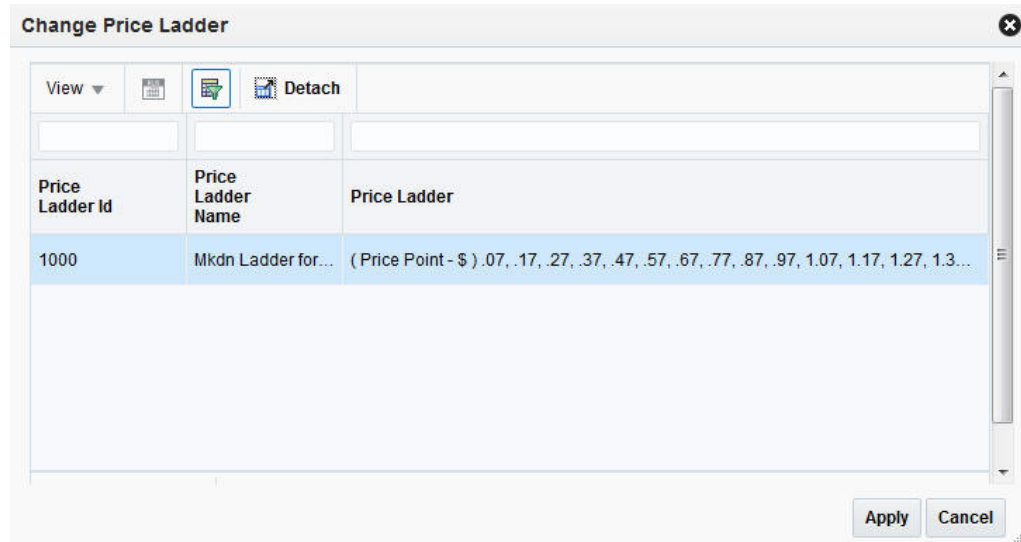 Change Price Ladder
View Detach
Price
Ladder Id
Price
Ladder
Name
Price Ladder
1000 Mkdn Ladder for... ( Price Point - $ ) .07, .17, .27, .37, .47, .57, .67, .77, .87, .97, 1.07, 1.17, 1.27, 1.3...
Apply Cancel